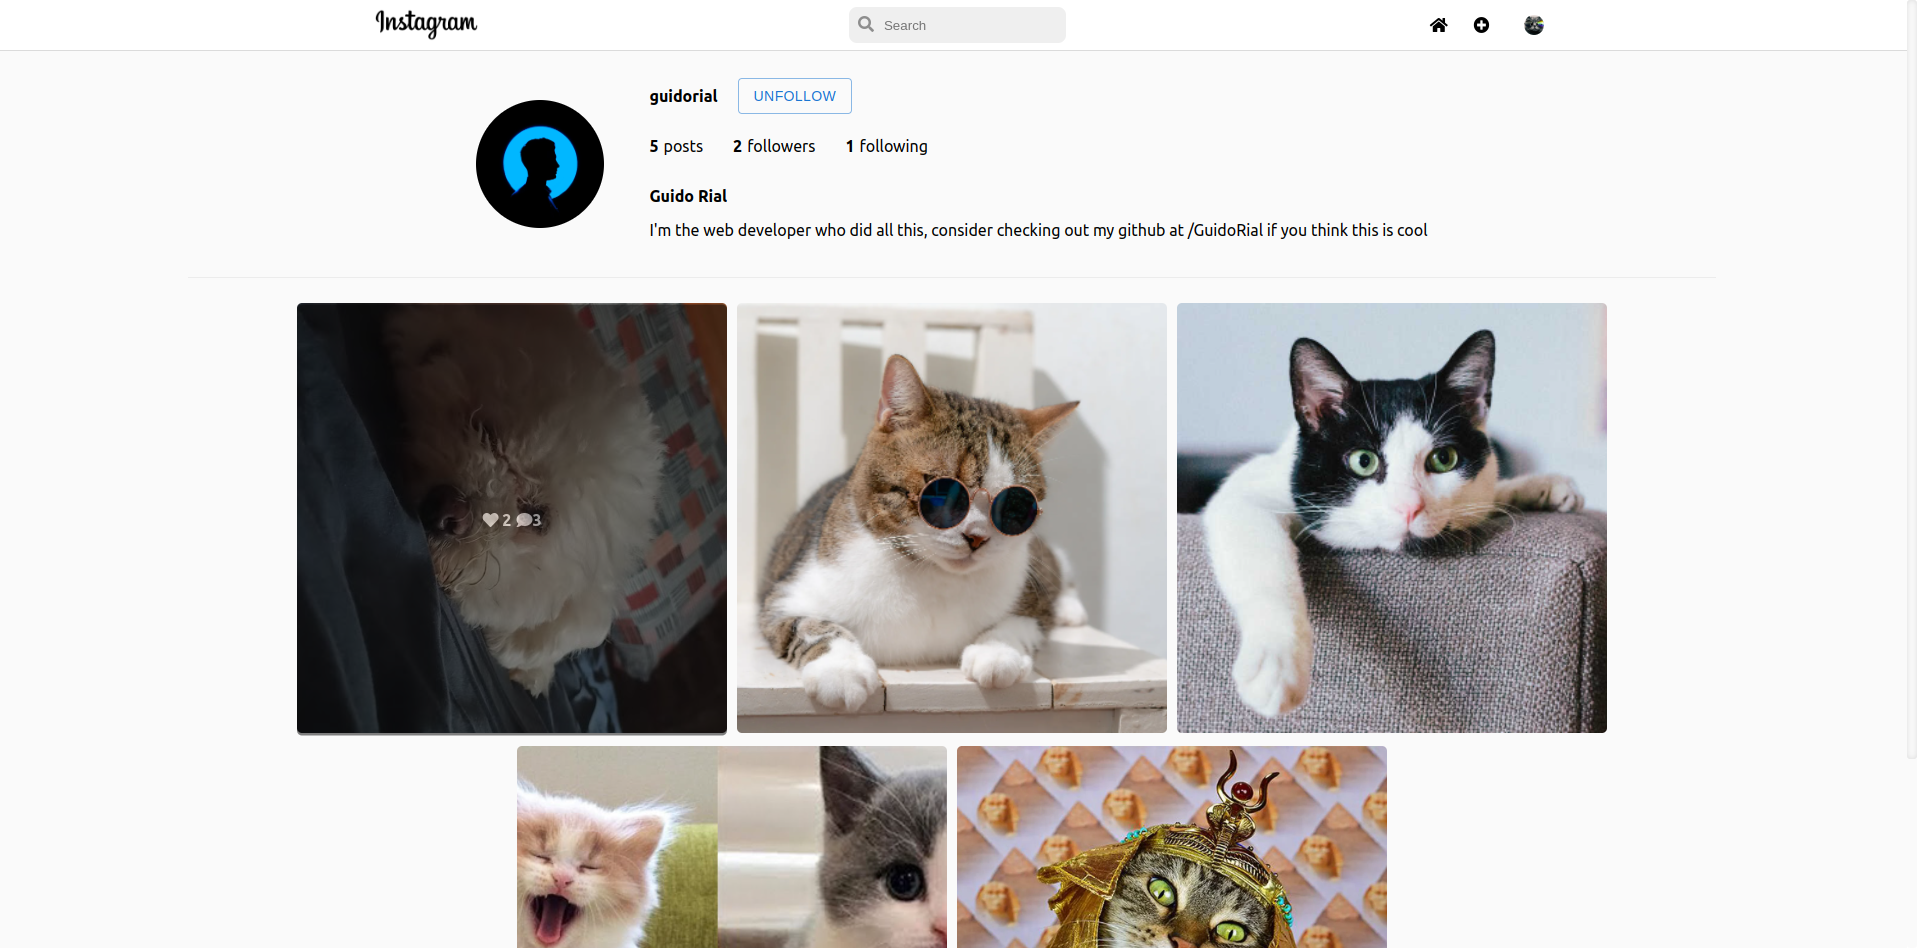 Instagram
Search
guidorial
UNFOLLOW
5 posts 2 followers 1 following
Guido Rial
I'm the web developer who did all this, consider checking out my github at /GuidoRial if you think this is cool
2 3